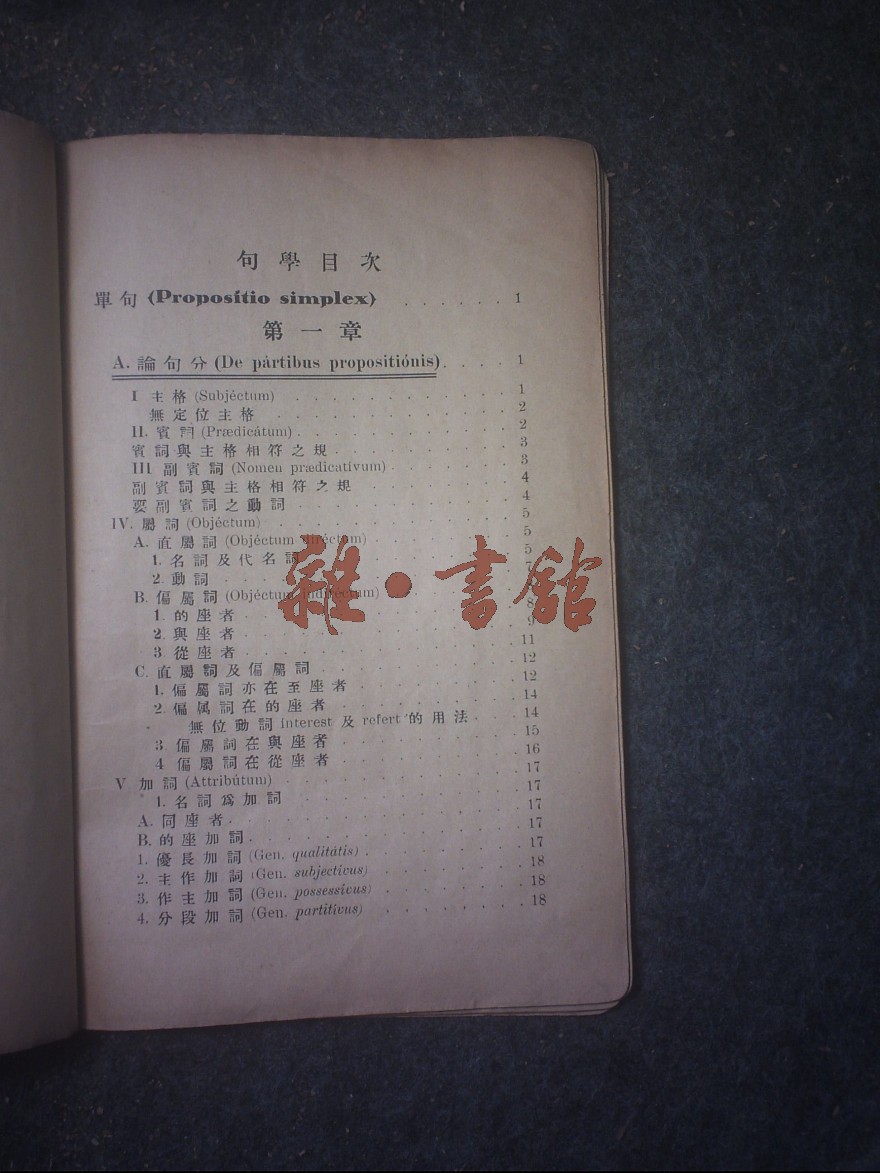 句學目次
單句 (Proposítio simplex) . . . . . . 1
第一章
A. 論句分 (De pártibus propositiónis) . . . . 1
I 主格 (Subjéctum) . . . . . . . . . . 1
無定位主格 . . . . . . . . . . 2
II. 賓詞 (Prædicátum) . . . . . . . . . . 2
賓詞與主格相符之規 . . . . . . . . 3
III 副賓詞 (Nomen prædicatívum) . . . . . . 3
副賓詞與主格相符之規 . . . . . . . 4
要副賓詞之動詞 . . . . . . . . . 4
IV. 屬詞 (Objéctum) . . . . . . . . . . 5
A. 直屬詞 (Objéctum diréctum) . . . . . . 5
1. 名詞及代名詞 . . . . . . . . 5
2. 動詞 . . . . . . . . . . 7
B. 偏屬詞 (Objéctum indiréctum)
1. 的座者 . . . . . . . . . . 8
2. 與座者 . . . . . . . . . . 9
3. 從座者 . . . . . . . . . . 11
C. 直屬詞及偏屬詞 . . . . . . . . 12
1. 偏屬詞亦在至座者 . . . . . . . 12
2. 偏属詞在的座者 . . . . . . . . 14
無位動詞 interest 及 refert 的用法 . . . 14
3. 偏屬詞在與座者 . . . . . . . . 15
4 偏屬詞在從座者 . . . . . . . . 16
V 加詞 (Attribútum) . . . . . . . . . . 17
1. 名詞爲加詞 . . . . . . . . . 17
A. 同座者 . . . . . . . . . . 17
B. 的座加詞 . . . . . . . . . . 17
1. 優長加詞 (Gen. qualitátis) . . . . . . 17
2. 主作加詞 (Gen. subjectívus) . . . . . . 18
3. 作主加詞 (Gen. possessívus) . . . . . . 18
4. 分段加詞 (Gen. partitívus) . . . . . . 18
雜·書館